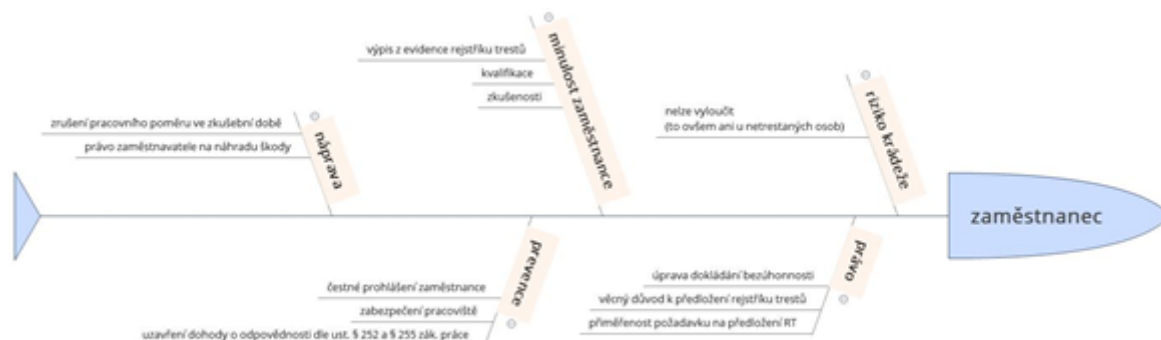 výpis z evidence rejstříku trestů
kvalifikace
zkušenosti
minulost zaměstnance
nelze vyloučit
(to ovšem ani u netrestaných osob)
riziko krádeže
zrušení pracovního poměru ve zkušební době
právo zaměstnavatele na náhradu škody
náprava
zaměstnanec
čestné prohlášení zaměstnance
zabezpečení pracoviště
uzavření dohody o odpovědnosti dle ust. § 252 a § 255 zák. práce
prevence
úprava dokládání bezúhonnosti
věcný důvod k předložení rejstříku trestů
přiměřenost požadavku na předložení RT
právo